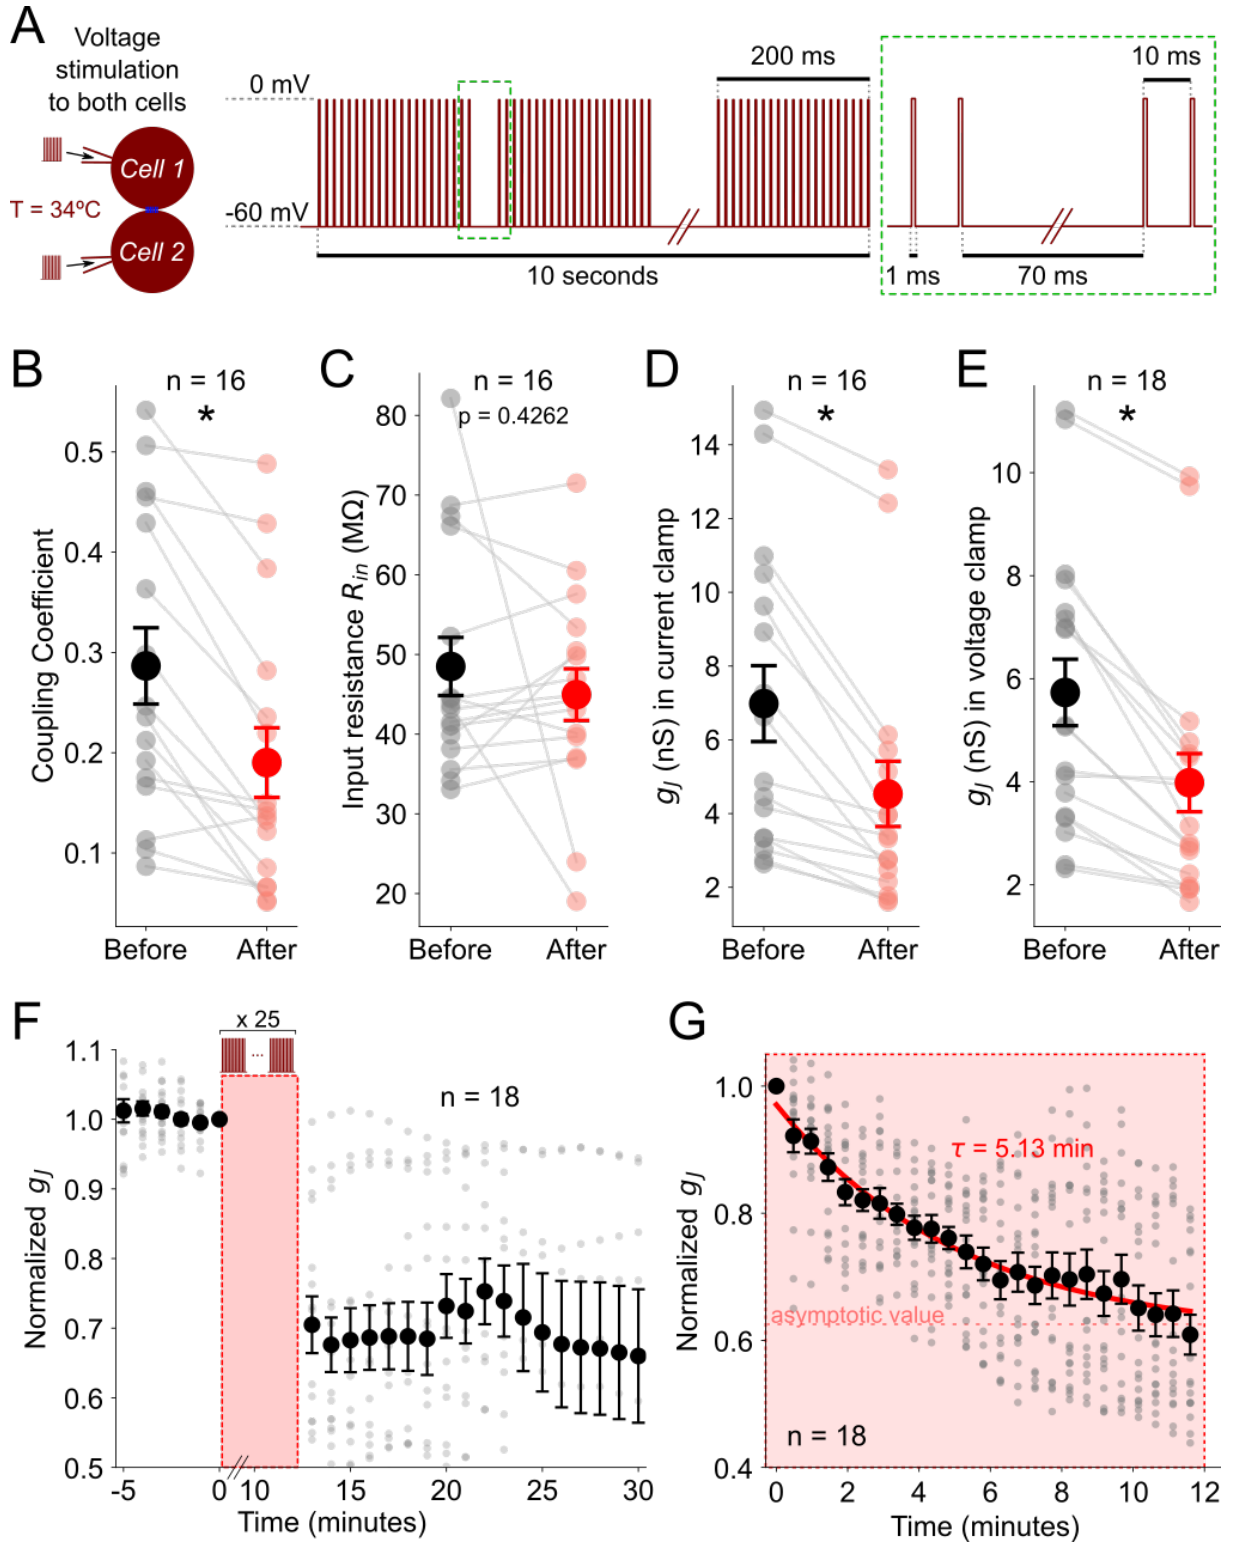 A
Voltage
stimulation
to both cells
Cell 1
T = 34ºC
Cell 2
0 mV
-60 mV
200 ms
10 seconds
10 ms
1 ms
70 ms
B
n = 16
*
Coupling Coefficient
0.5
0.4
0.3
0.2
0.1
Before
After
C
n = 16
p = 0.4262
Input resistance Rin (MΩ)
80
70
60
50
40
30
20
Before
After
D
n = 16
*
gJ (nS) in current clamp
14
12
10
8
6
4
2
Before
After
E
n = 18
*
gJ (nS) in voltage clamp
10
8
6
4
2
Before
After
F
x 25
...
n = 18
Normalized gJ
1.1
1.0
0.9
0.8
0.7
0.6
0.5
-5
0
10
15
20
25
30
Time (minutes)
G
τ = 5.13 min
asymptotic value
n = 18
Normalized gJ
1.0
0.8
0.6
0.4
0
2
4
6
8
10
12
Time (minutes)